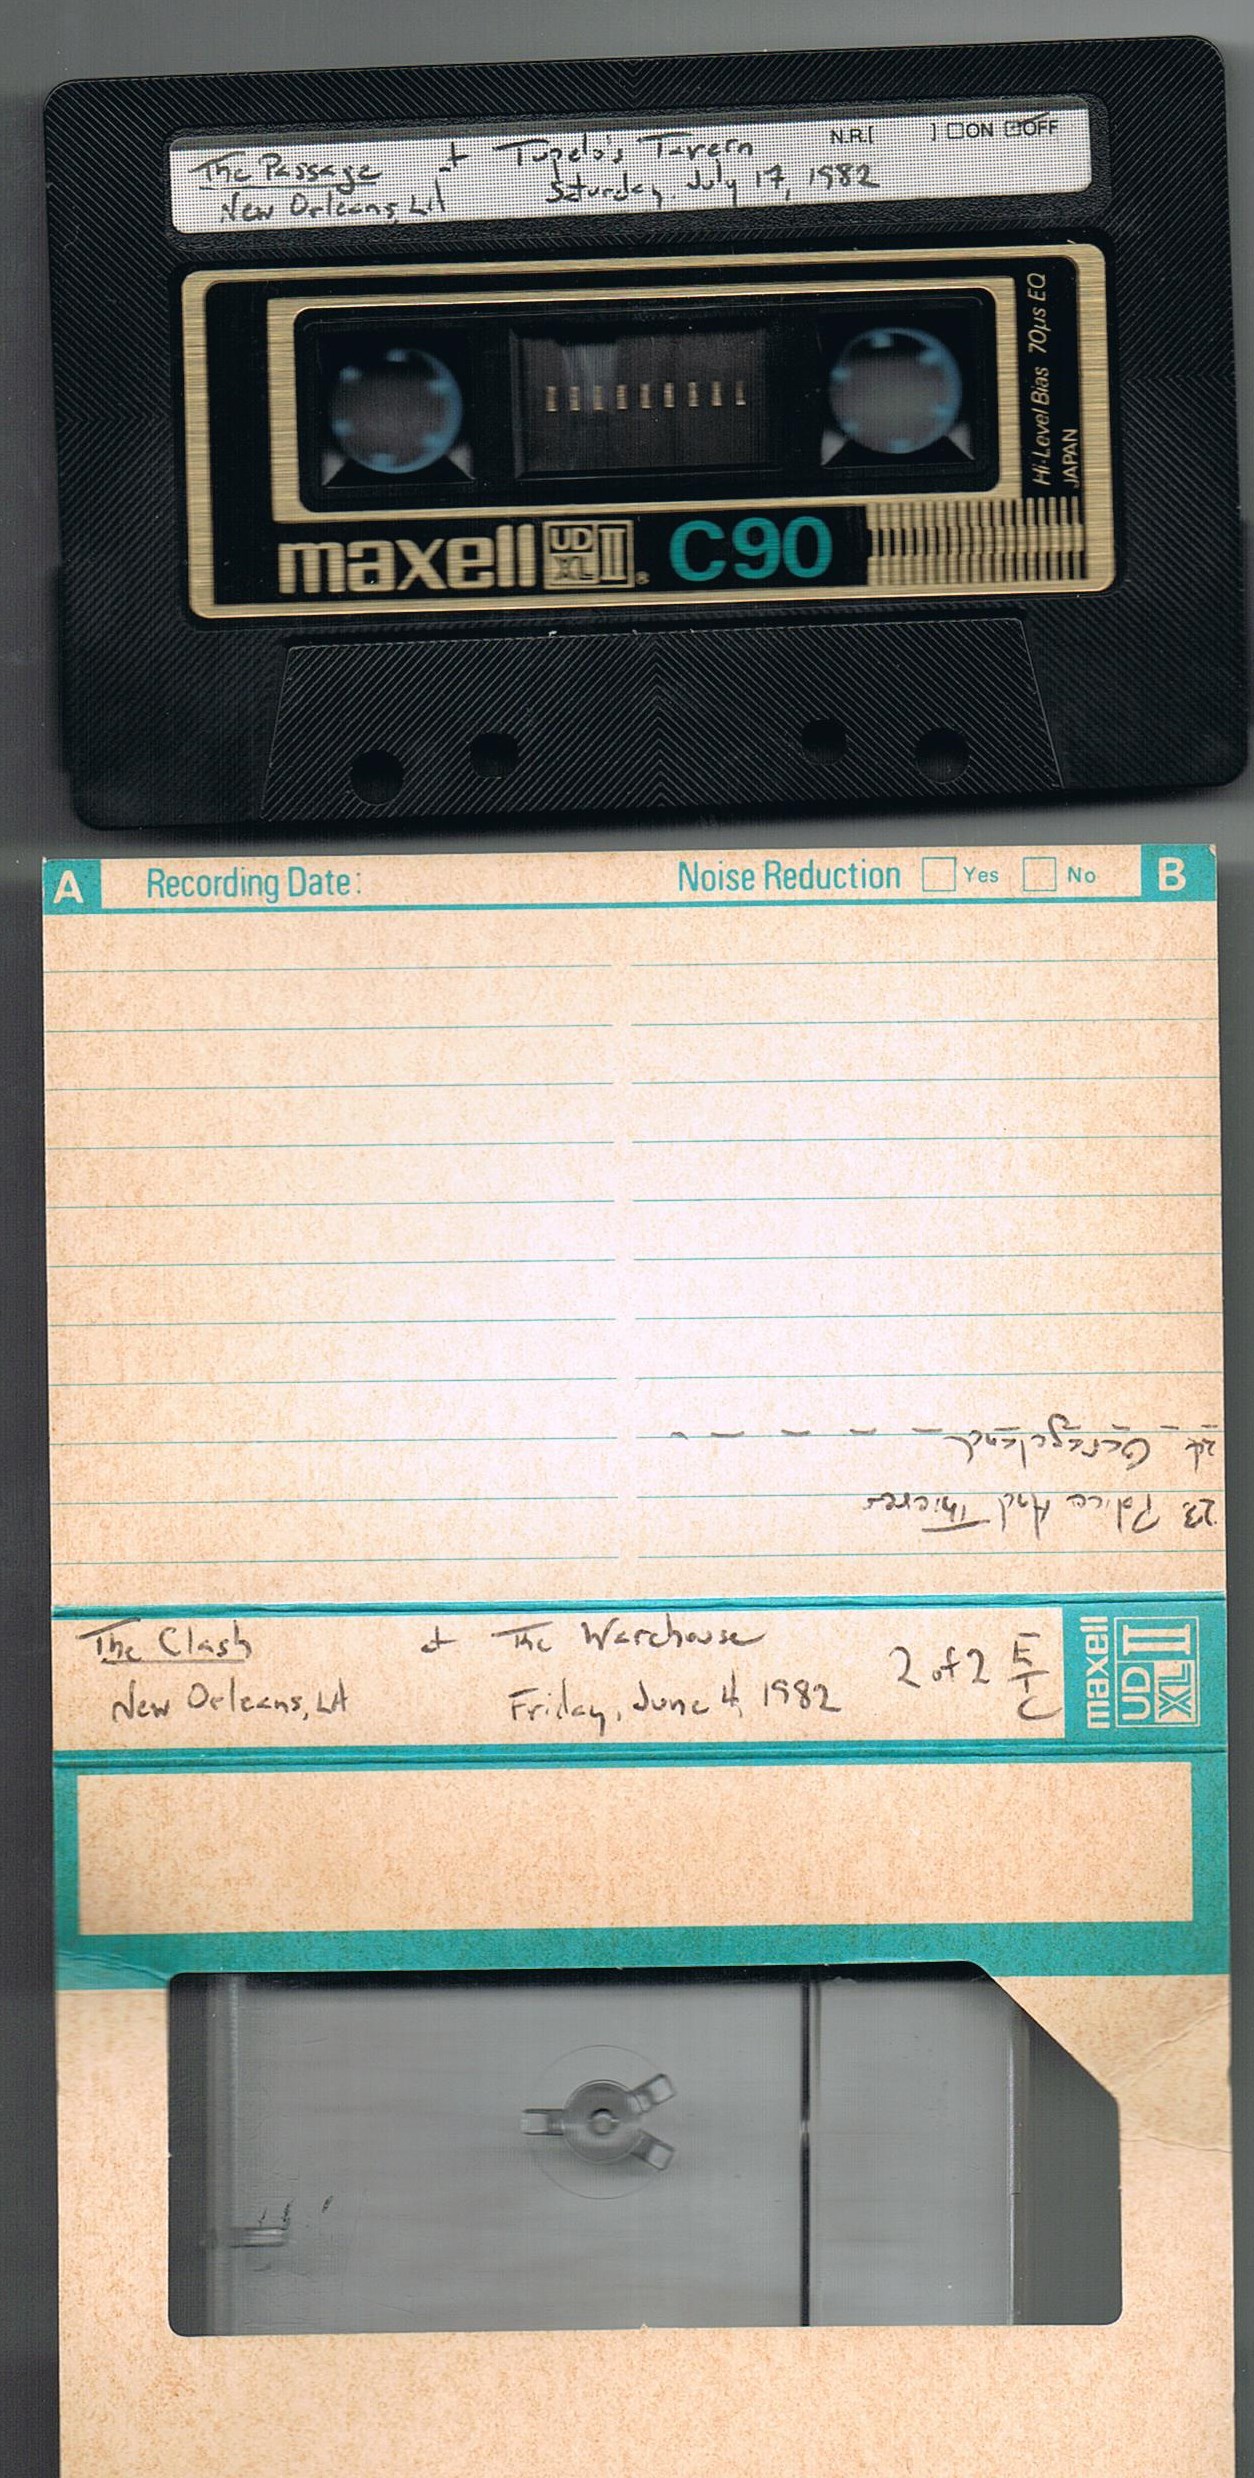 The Passage at Tupelo's Tavern N.R.[ ] ON OFF
New Orleans, LA Saturday, July 17, 1982
Hi-Level Bias 70µs EQ
JAPAN
maxell UD XL II ® C90
A Recording Date: Noise Reduction Yes No B
24. Garageland
23. Police And Thieves
The Clash at The Warehouse
New Orleans, LA Friday, June 4, 1982
2 of 2
ETC
maxell
UD XL II